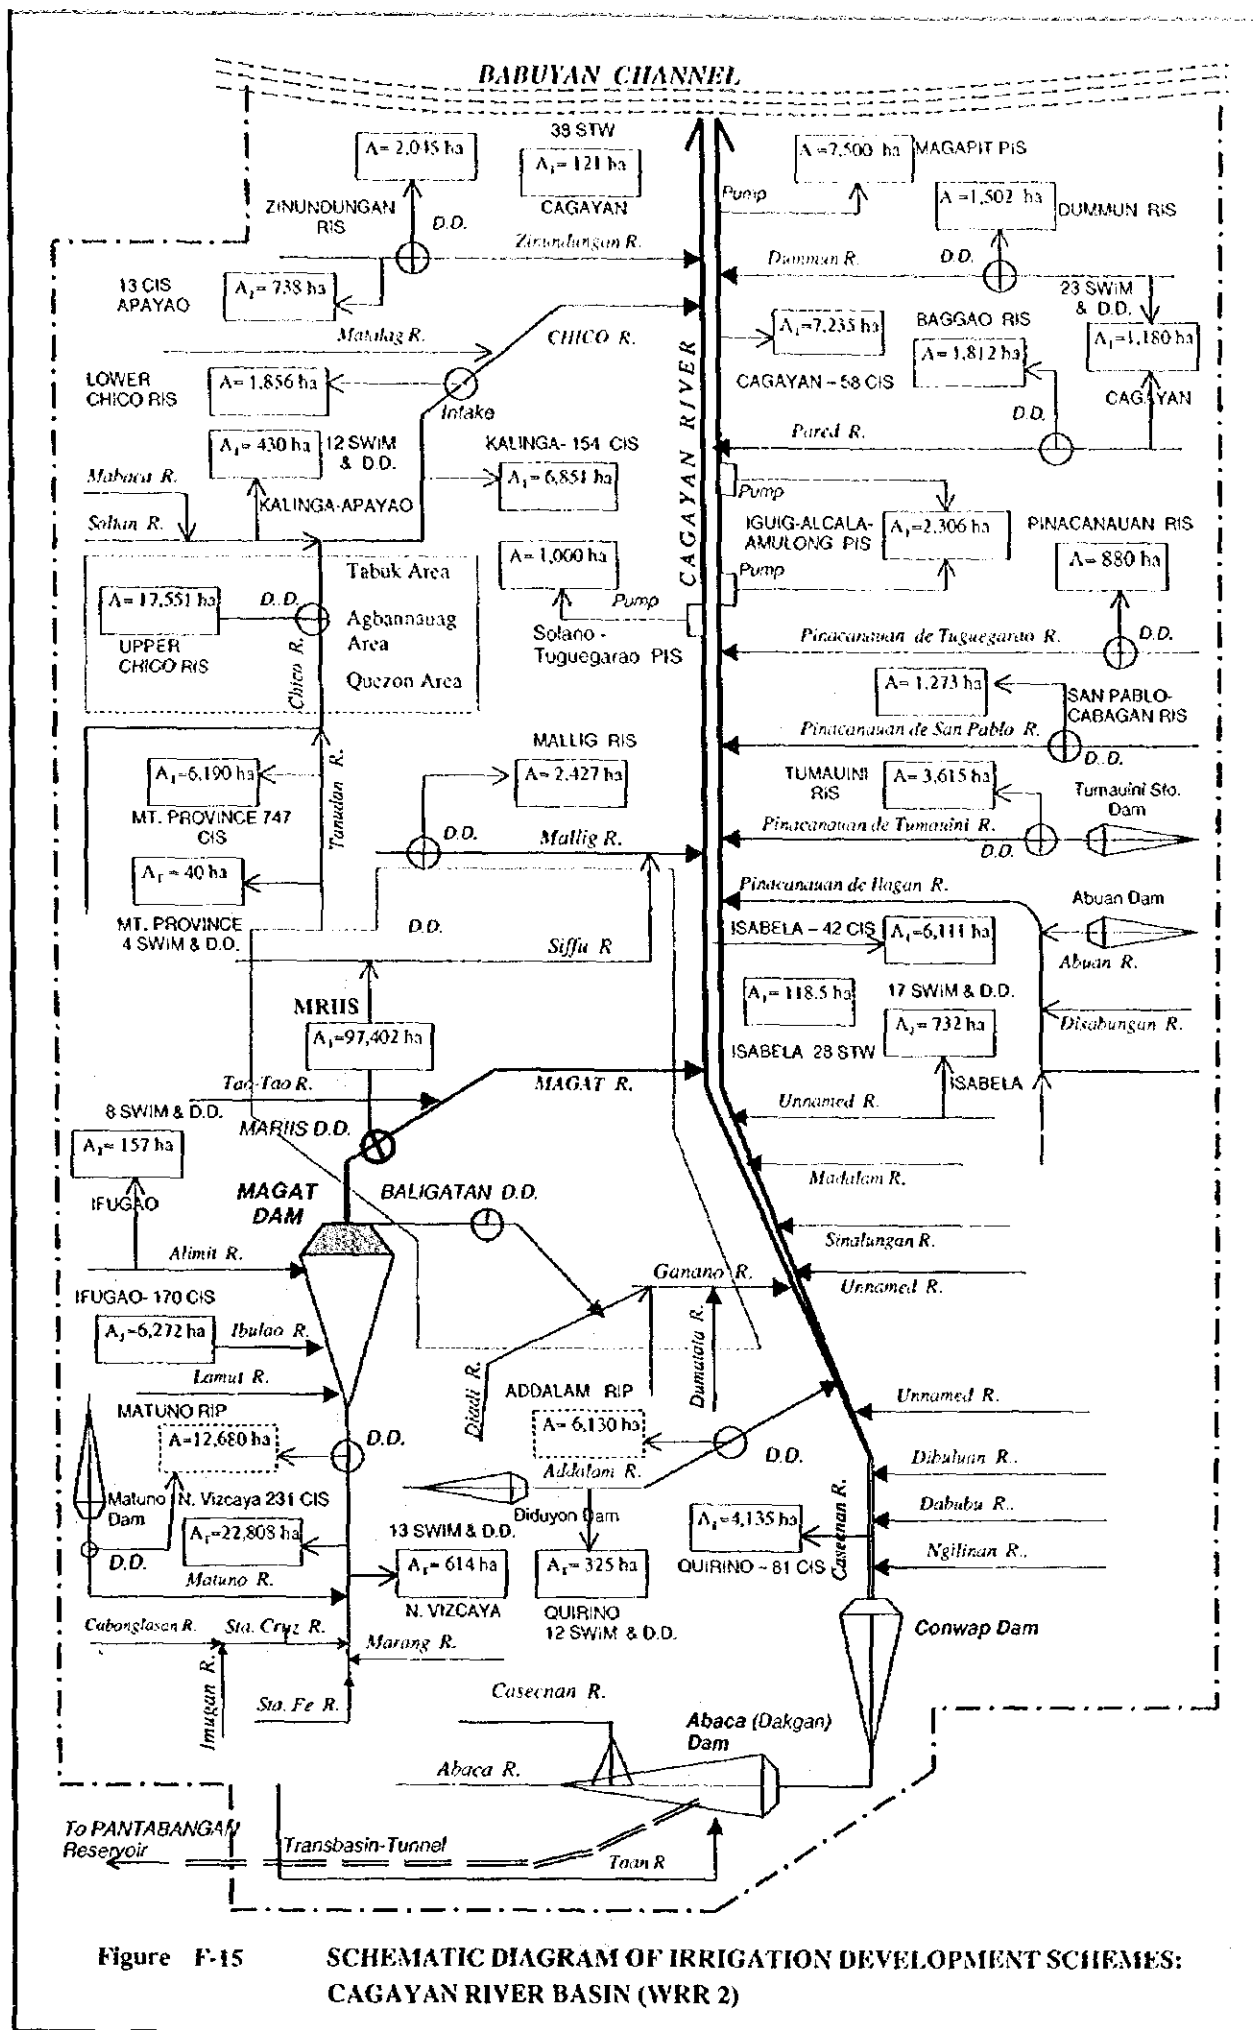 BABUYAN CHANNEL
A= 2,045 ha
ZINUNDUNGAN
RIS
D.D.
38 STW
A₁= 121 ha
CAGAYAN
A=7,500 ha
MAGAPIT PIS
Pump
A=1,502 ha
DUMMUN RIS
D.D.
Zinundungan R.
Dummun R.
13 CIS
APAYAO
A₁= 738 ha
Matalag R.
CHICO R.
A₁=7,235 ha
CAGAYAN - 58 CIS
BAGGAO RIS
A=1,812 ha
D.D.
23 SWIM
& D.D.
A₁=1,180 ha
CAGAYAN
LOWER
CHICO RIS
A= 1,856 ha
Intake
CAGAYAN RIVER
Pared R.
A₁= 430 ha
12 SWIM
& D.D.
KALINGA-APAYAO
KALINGA- 154 CIS
A₁= 6,851 ha
Mabaca R.
Saltan R.
Pump
IGUIG-ALCALA-
AMULONG PIS
A₁=2,306 ha
Pump
PINACANAUAN RIS
A= 880 ha
D.D.
A= 1,000 ha
Pump
Solano -
Tuguegarao PIS
Tabuk Area
Agbannauag
Area
Quezon Area
A= 17,551 ha
D.D.
UPPER
CHICO RIS
Chico R.
Pinacanauan de Tuguegarao R.
A= 1,273 ha
SAN PABLO-
CABAGAN RIS
Pinacanauan de San Pablo R.
D.D.
A₁=6,190 ha
MT. PROVINCE 747
CIS
Tanudan R.
MALLIG RIS
A= 2,427 ha
D.D.
Mallig R.
TUMAUINI
RIS
A= 3,615 ha
Tumauini Sto.
Dam
Pinacanauan de Tumauini R.
D.D.
A₁= 40 ha
MT. PROVINCE
4 SWIM & D.D.
D.D.
Siffu R
Pinacanauan de Ilagan R.
Abuan Dam
ISABELA - 42 CIS
A₁=6,111 ha
Abuan R.
MRIIS
A₁=97,402 ha
A₁= 118.5 ha
ISABELA 28 STW
17 SWIM & D.D.
A₁= 732 ha
ISABELA
Disabungan R.
Tao-Tao R.
MAGAT R.
Unnamed R.
8 SWIM & D.D.
A₁= 157 ha
IFUGAO
MARIIS D.D.
Madalam R.
MAGAT
DAM
BALIGATAN D.D.
Sinalungan R.
Alimit R.
Ganano R.
Unnamed R.
IFUGAO- 170 CIS
A₁=6,272 ha
Ibulao R.
Diadi R.
Dumatata R.
Lamut R.
ADDALAM RIP
A= 6,130 ha
D.D.
Unnamed R.
MATUNO RIP
A=12,680 ha
D.D.
Addalam R.
Diduyon Dam
Dibuluan R.
Matuno
Dam
N. Vizcaya 231 CIS
A₁=22,808 ha
D.D.
Casecnan R.
Dabubu R..
A₁=4,135 ha
QUIRINO - 81 CIS
Ngilinan R..
13 SWIM & D.D.
A₁= 614 ha
N. VIZCAYA
A₁= 325 ha
QUIRINO
12 SWIM & D.D.
Matuno R.
Cabonglasan R.
Sta. Cruz R.
Marang R.
Imugan R.
Sta. Fe R.
Conwap Dam
Casecnan R.
Abaca (Dakgan)
Dam
Abaca R.
To PANTABANGAN
Reservoir
Transbasin-Tunnel
Taan R
Figure F-15 SCHEMATIC DIAGRAM OF IRRIGATION DEVELOPMENT SCHEMES:
CAGAYAN RIVER BASIN (WRR 2)